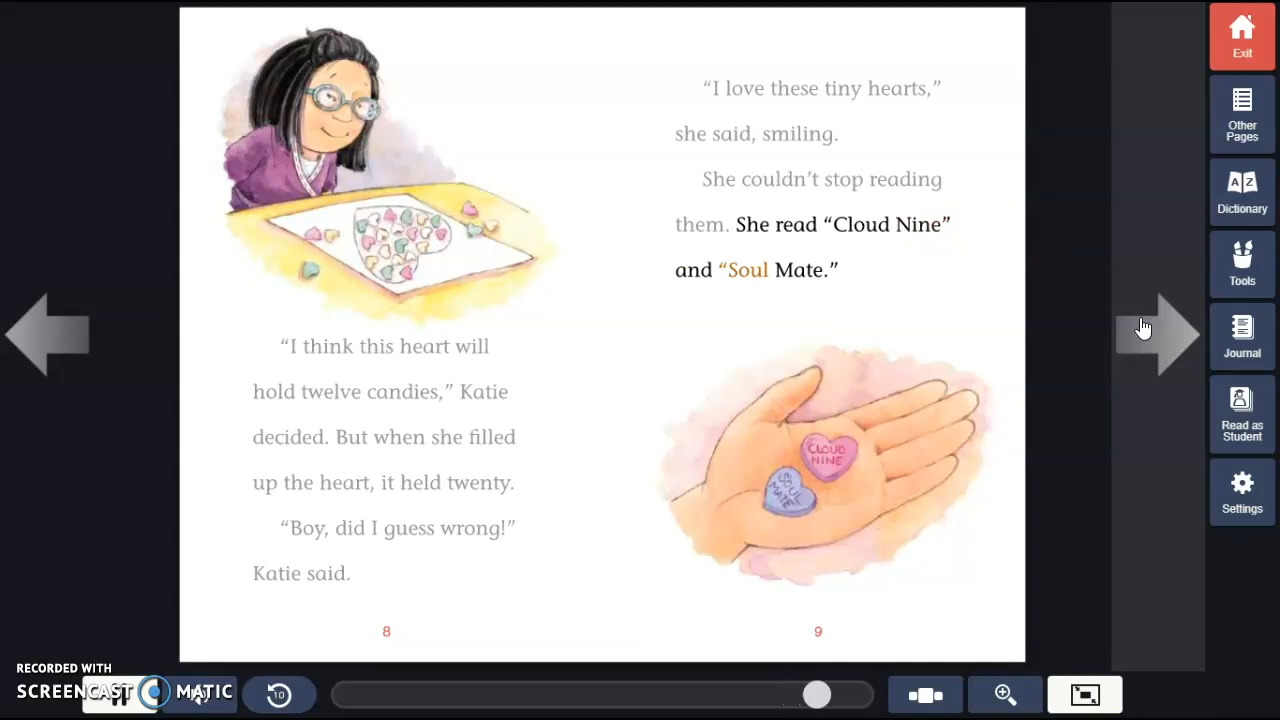 “I think this heart will
hold twelve candies,” Katie
decided. But when she filled
up the heart, it held twenty.
“Boy, did I guess wrong!”
Katie said.
8
“I love these tiny hearts,”
she said, smiling.
She couldn’t stop reading
them. She read “Cloud Nine”
and “Soul Mate.”
CLOUD
NINE
SOUL
MATE
9
Exit
Other
Pages
A Z
Dictionary
Tools
Journal
Read as
Student
Settings
RECORDED WITH
SCREENCAST MATIC
10